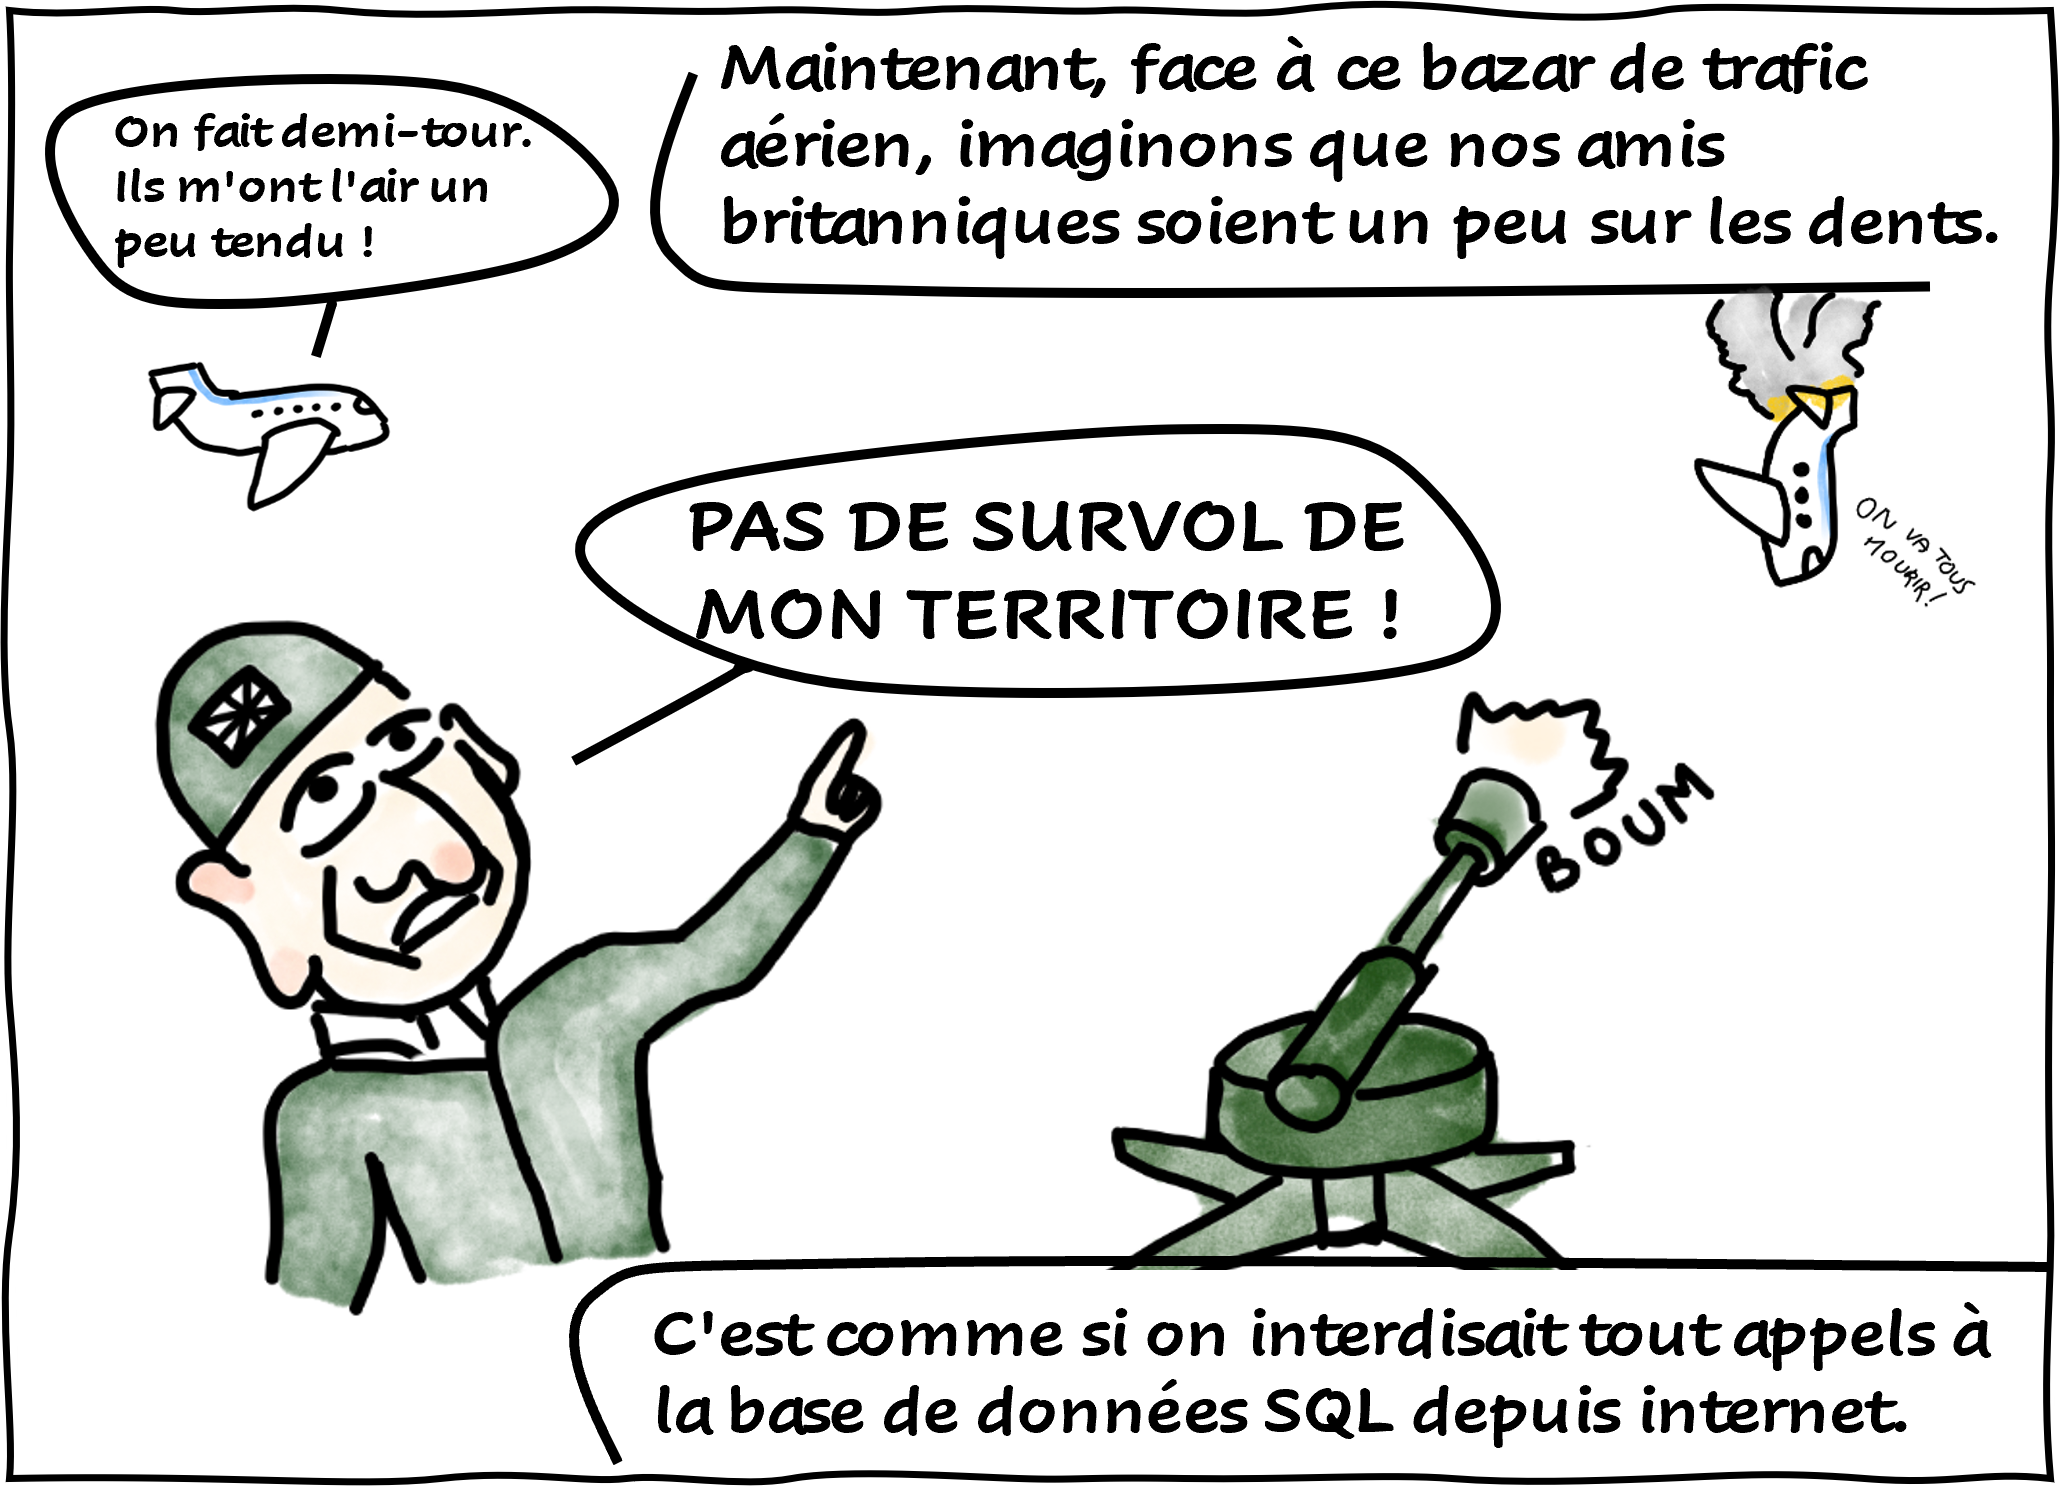 On fait demi-tour.
Ils m'ont l'air un
peu tendu !
Maintenant, face à ce bazar de trafic
aérien, imaginons que nos amis
britanniques soient un peu sur les dents.
ON VA TOUS
MOURIR!
PAS DE SURVOL DE
MON TERRITOIRE !
BOUM
C'est comme si on interdisait tout appels à
la base de données SQL depuis internet.